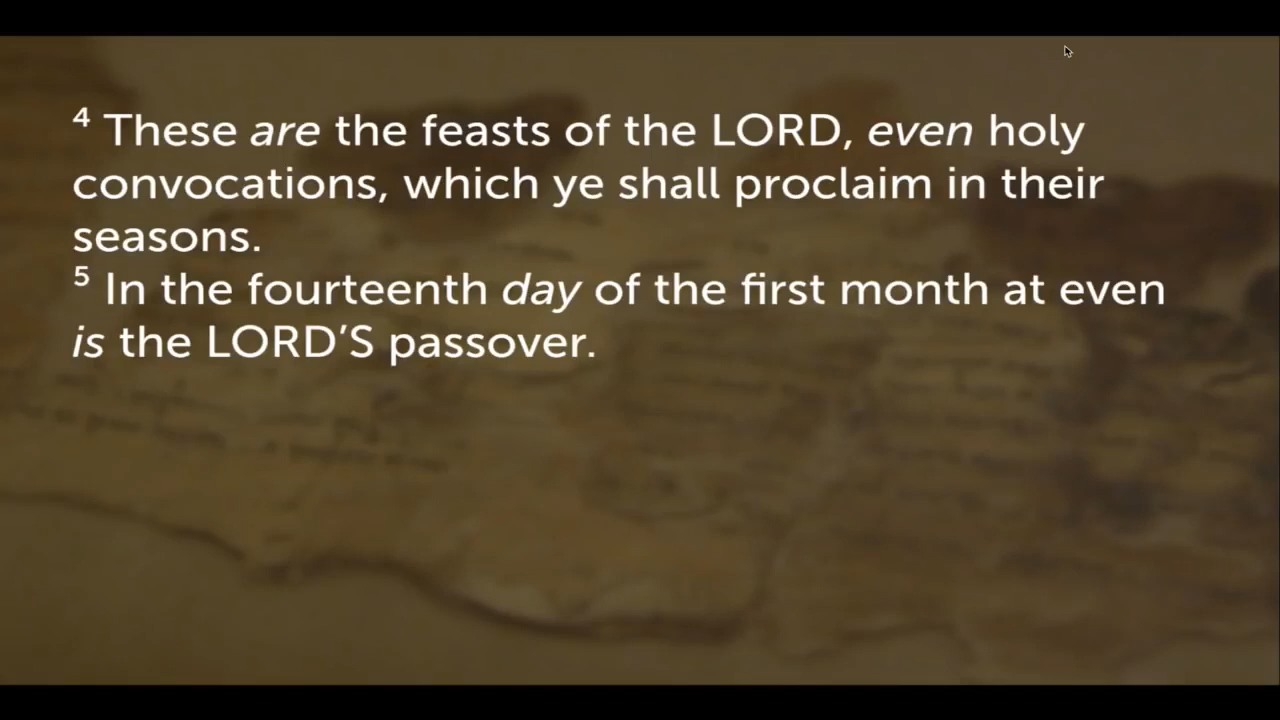 4 These are the feasts of the LORD, even holy
convocations, which ye shall proclaim in their
seasons.
5 In the fourteenth day of the first month at even
is the LORD’S passover.